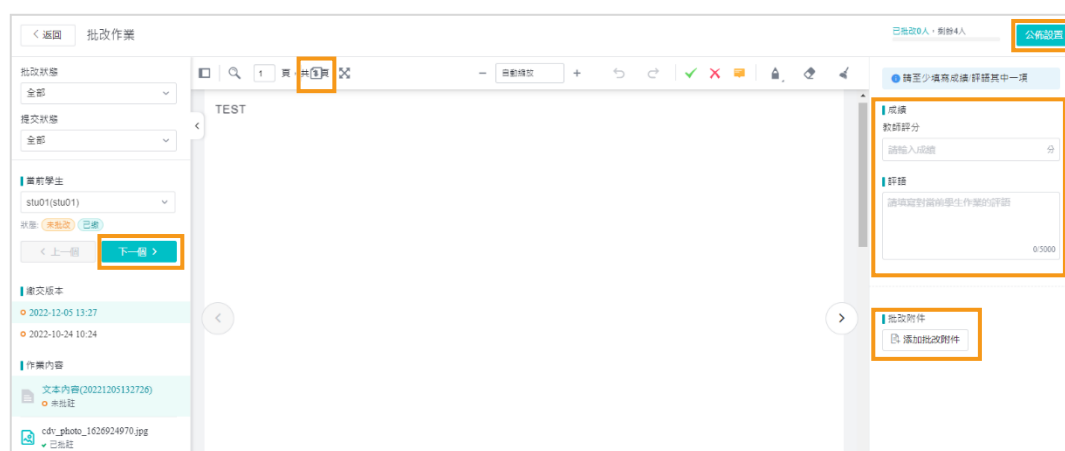 返回
批改作業
已批改0人，剩餘4人
公佈設置
批改狀態
全部
提交狀態
全部
當前學生
stu01(stu01)
狀態: 未批改 已繳
上一個
下一個
繳交版本
2022-12-05 13:27
2022-10-24 10:24
作業內容
文本內容(20221205132726)
未批註
cdv_photo_1626924970.jpg
已批註
1 頁，共1頁
自動縮放
TEST
請至少填寫成績/評語其中一項
成績
教師評分
請輸入成績 分
評語
請填寫對當前學生作業的評語
0/5000
批改附件
添加批改附件